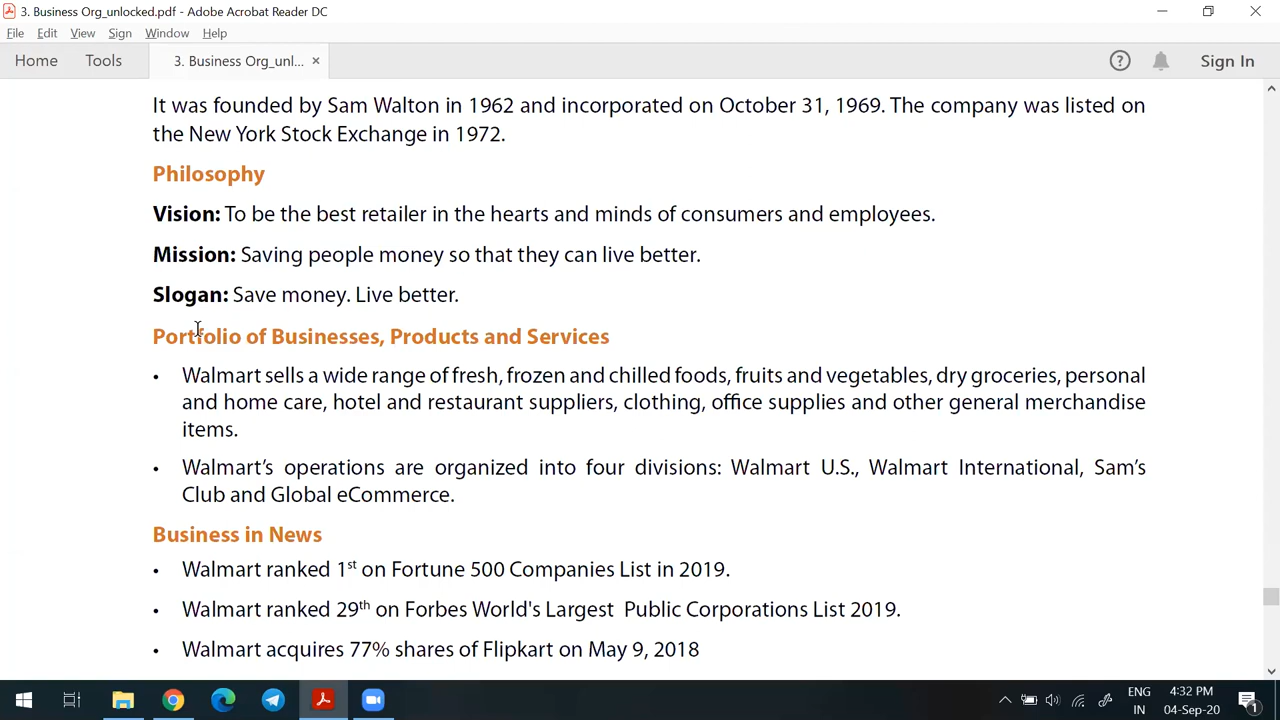 3. Business Org_unlocked.pdf - Adobe Acrobat Reader DC
File Edit View Sign Window Help
Home Tools 3. Business Org_unl... × ? Sign In
It was founded by Sam Walton in 1962 and incorporated on October 31, 1969. The company was listed on
the New York Stock Exchange in 1972.
Philosophy
Vision: To be the best retailer in the hearts and minds of consumers and employees.
Mission: Saving people money so that they can live better.
Slogan: Save money. Live better.
Portfolio of Businesses, Products and Services
• Walmart sells a wide range of fresh, frozen and chilled foods, fruits and vegetables, dry groceries, personal
and home care, hotel and restaurant suppliers, clothing, office supplies and other general merchandise
items.
• Walmart’s operations are organized into four divisions: Walmart U.S., Walmart International, Sam’s
Club and Global eCommerce.
Business in News
• Walmart ranked 1st on Fortune 500 Companies List in 2019.
• Walmart ranked 29th on Forbes World's Largest Public Corporations List 2019.
• Walmart acquires 77% shares of Flipkart on May 9, 2018
ENG 4:32 PM
IN 04-Sep-20 1